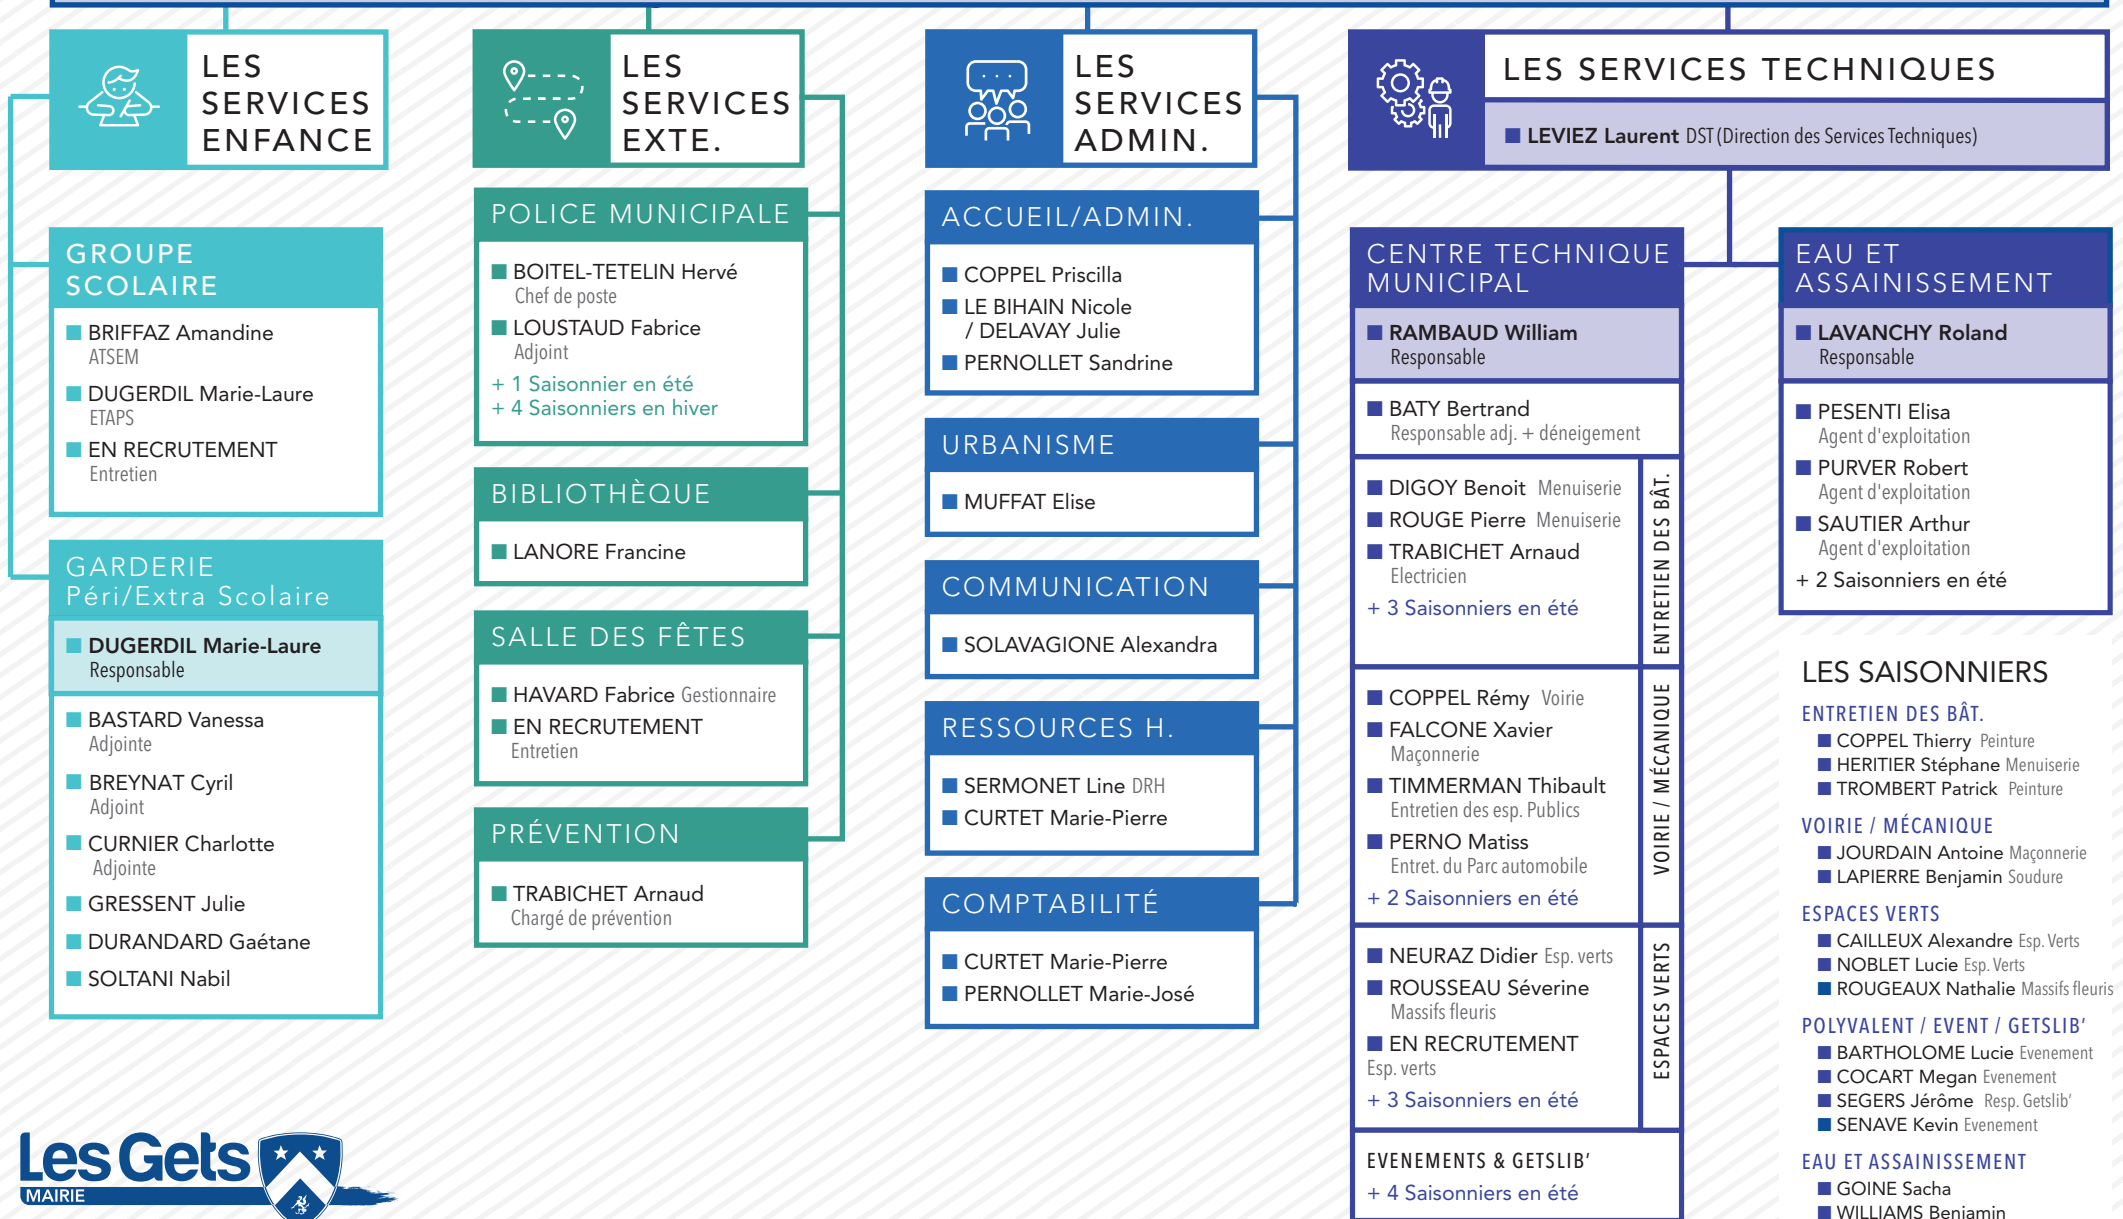 LES
SERVICES
ENFANCE
GROUPE
SCOLAIRE
BRIFFAZ Amandine
ATSEM
DUGERDIL Marie-Laure
ETAPS
EN RECRUTEMENT
Entretien
GARDERIE
Péri/Extra Scolaire
DUGERDIL Marie-Laure
Responsable
BASTARD Vanessa
Adjointe
BREYNAT Cyril
Adjoint
CURNIER Charlotte
Adjointe
GRESSENT Julie
DURANDARD Gaétane
SOLTANI Nabil
LES
SERVICES
EXTE.
POLICE MUNICIPALE
BOITEL-TETELIN Hervé
Chef de poste
LOUSTAUD Fabrice
Adjoint
+ 1 Saisonnier en été
+ 4 Saisonniers en hiver
BIBLIOTHÈQUE
LANORE Francine
SALLE DES FÊTES
HAVARD Fabrice Gestionnaire
EN RECRUTEMENT
Entretien
PRÉVENTION
TRABICHET Arnaud
Chargé de prévention
LES
SERVICES
ADMIN.
ACCUEIL/ADMIN.
COPPEL Priscilla
LE BIHAIN Nicole
/ DELAVAY Julie
PERNOLLET Sandrine
URBANISME
MUFFAT Elise
COMMUNICATION
SOLAVAGIONE Alexandra
RESSOURCES H.
SERMONET Line DRH
CURTET Marie-Pierre
COMPTABILITÉ
CURTET Marie-Pierre
PERNOLLET Marie-José
LES SERVICES TECHNIQUES
LEVIEZ Laurent DST (Direction des Services Techniques)
CENTRE TECHNIQUE
MUNICIPAL
RAMBAUD William
Responsable
BATY Bertrand
Responsable adj. + déneigement
DIGOY Benoit Menuiserie
ROUGE Pierre Menuiserie
TRABICHET Arnaud
Electricien
+ 3 Saisonniers en été
ENTRETIEN DES BÂT.
COPPEL Rémy Voirie
FALCONE Xavier
Maçonnerie
TIMMERMAN Thibault
Entretien des esp. Publics
PERNO Matiss
Entret. du Parc automobile
+ 2 Saisonniers en été
VOIRIE / MÉCANIQUE
NEURAZ Didier Esp. verts
ROUSSEAU Séverine
Massifs fleuris
EN RECRUTEMENT
Esp. verts
+ 3 Saisonniers en été
ESPACES VERTS
EVENEMENTS & GETSLIB'
+ 4 Saisonniers en été
EAU ET
ASSAINISSEMENT
LAVANCHY Roland
Responsable
PESENTI Elisa
Agent d'exploitation
PURVER Robert
Agent d'exploitation
SAUTIER Arthur
Agent d'exploitation
+ 2 Saisonniers en été
LES SAISONNIERS
ENTRETIEN DES BÂT.
COPPEL Thierry Peinture
HERITIER Stéphane Menuiserie
TROMBERT Patrick Peinture
VOIRIE / MÉCANIQUE
JOURDAIN Antoine Maçonnerie
LAPIERRE Benjamin Soudure
ESPACES VERTS
CAILLEUX Alexandre Esp. Verts
NOBLET Lucie Esp. Verts
ROUGEAUX Nathalie Massifs fleuris
POLYVALENT / EVENT / GETSLIB'
BARTHOLOME Lucie Evenement
COCART Megan Evenement
SEGERS Jérôme Resp. Getslib'
SENAVE Kevin Evenement
EAU ET ASSAINISSEMENT
GOINE Sacha
WILLIAMS Benjamin
Les Gets
MAIRIE